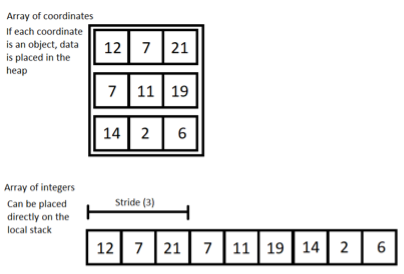 Array of coordinates
If each coordinate
is an object, data
is placed in the
heap
12 7 21
7 11 19
14 2 6
Array of integers
Can be placed
directly on the
local stack
Stride (3)
12 7 21 7 11 19 14 2 6